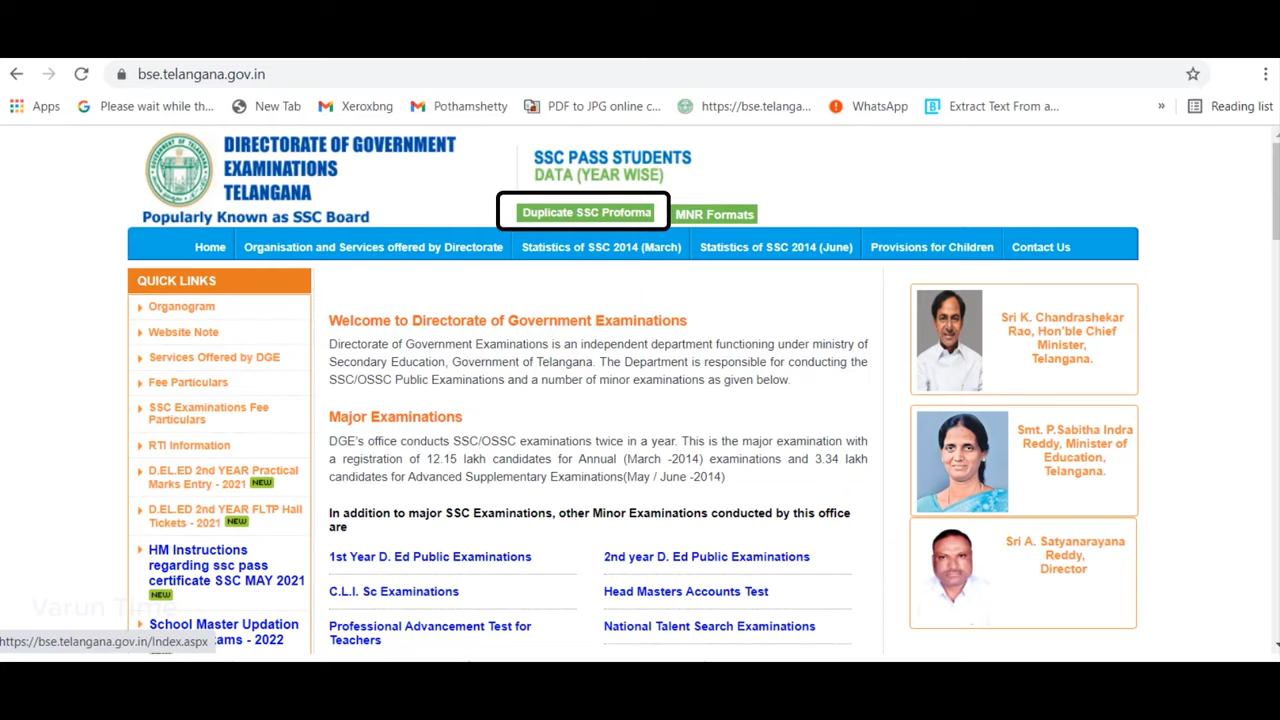 bse.telangana.gov.in
Apps
Please wait while th...
New Tab
Xeroxbng
Pothamshetty
PDF to JPG online c...
https://bse.telanga...
WhatsApp
Extract Text From a...
»
Reading list
DIRECTORATE OF GOVERNMENT
EXAMINATIONS
TELANGANA
Popularly Known as SSC Board
SSC PASS STUDENTS
DATA (YEAR WISE)
Duplicate SSC Proforma
MNR Formats
Home
Organisation and Services offered by Directorate
Statistics of SSC 2014 (March)
Statistics of SSC 2014 (June)
Provisions for Children
Contact Us
QUICK LINKS
Organogram
Website Note
Services Offered by DGE
Fee Particulars
SSC Examinations Fee
Particulars
RTI Information
D.EL.ED 2nd YEAR Practical
Marks Entry - 2021 NEW
D.EL.ED 2nd YEAR FLTP Hall
Tickets - 2021 NEW
HM Instructions
regarding ssc pass
certificate SSC MAY 2021
NEW
School Master Updation
ams - 2022
Varun Time
https://bse.telangana.gov.in/Index.aspx
Welcome to Directorate of Government Examinations
Directorate of Government Examinations is an independent department functioning under ministry of
Secondary Education, Government of Telangana. The Department is responsible for conducting the
SSC/OSSC Public Examinations and a number of minor examinations as given below.
Major Examinations
DGE's office conducts SSC/OSSC examinations twice in a year. This is the major examination with
a registration of 12.15 lakh candidates for Annual (March -2014) examinations and 3.34 lakh
candidates for Advanced Supplementary Examinations(May / June -2014)
In addition to major SSC Examinations, other Minor Examinations conducted by this office
are
1st Year D. Ed Public Examinations
2nd year D. Ed Public Examinations
C.L.I. Sc Examinations
Head Masters Accounts Test
Professional Advancement Test for
Teachers
National Talent Search Examinations
Sri K. Chandrashekar
Rao, Hon'ble Chief
Minister,
Telangana.
Smt. P.Sabitha Indra
Reddy, Minister of
Education,
Telangana.
Sri A. Satyanarayana
Reddy,
Director